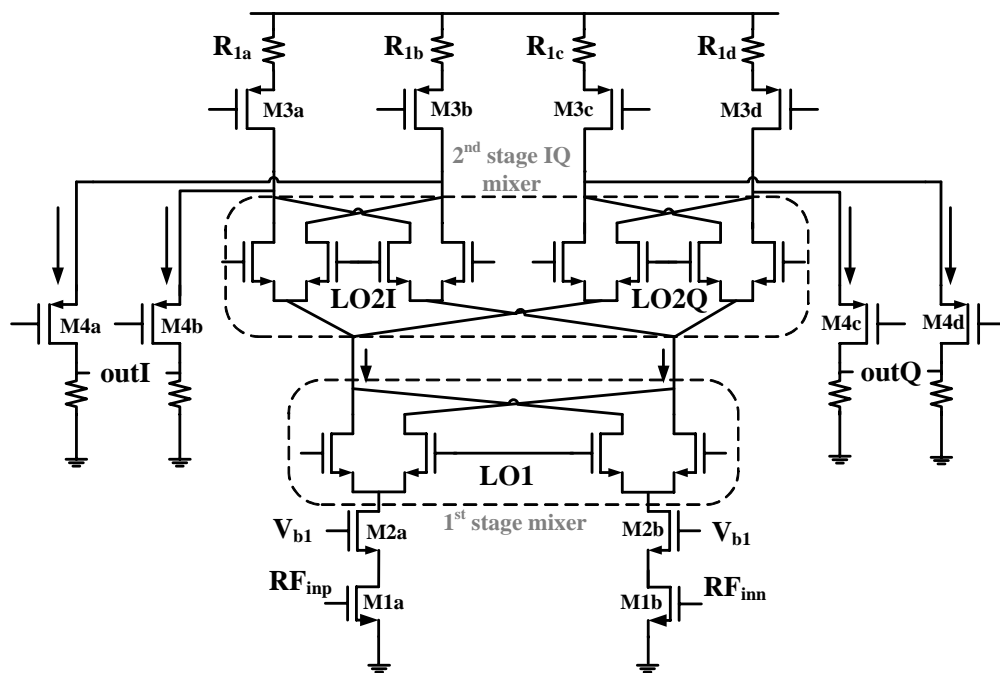 R1a R1b R1c R1d
M3a M3b M3c M3d
2nd stage IQ
mixer
LO2I LO2Q
M4a M4b M4c M4d
outI outQ
LO1
1st stage mixer
Vb1 M2a M2b Vb1
RFinp M1a M1b RFinn